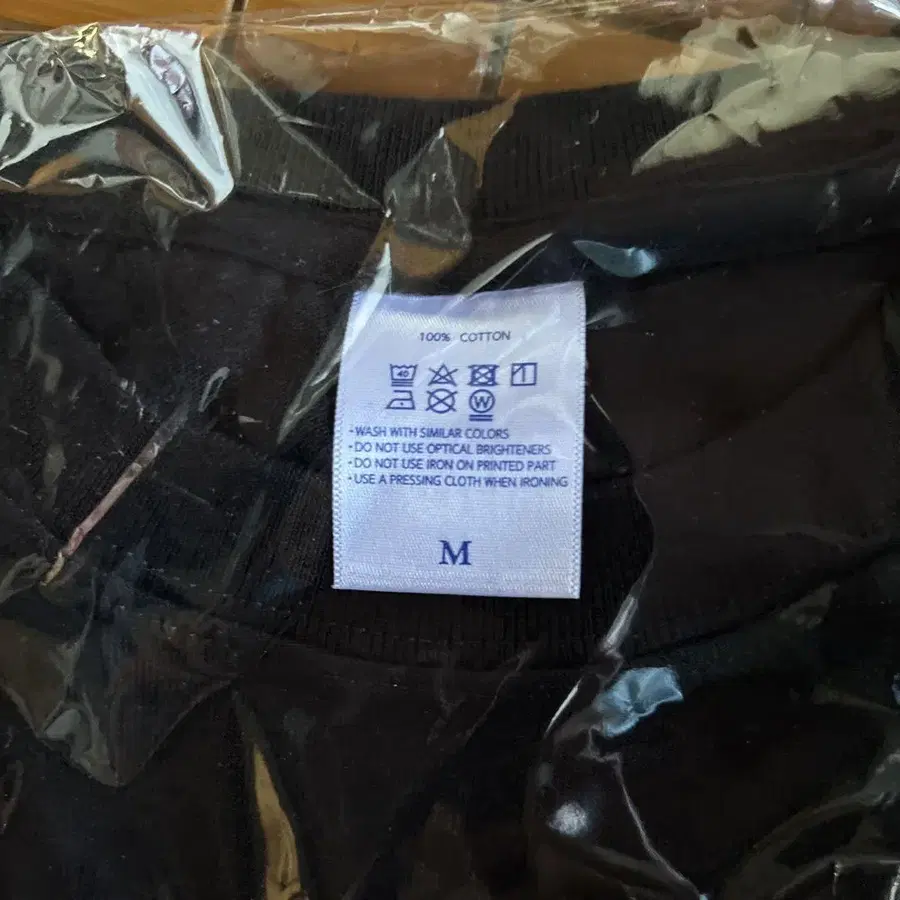 100% COTTON
40
W
• WASH WITH SIMILAR COLORS
• DO NOT USE OPTICAL BRIGHTENERS
• DO NOT USE IRON ON PRINTED PART
• USE A PRESSING CLOTH WHEN IRONING
M